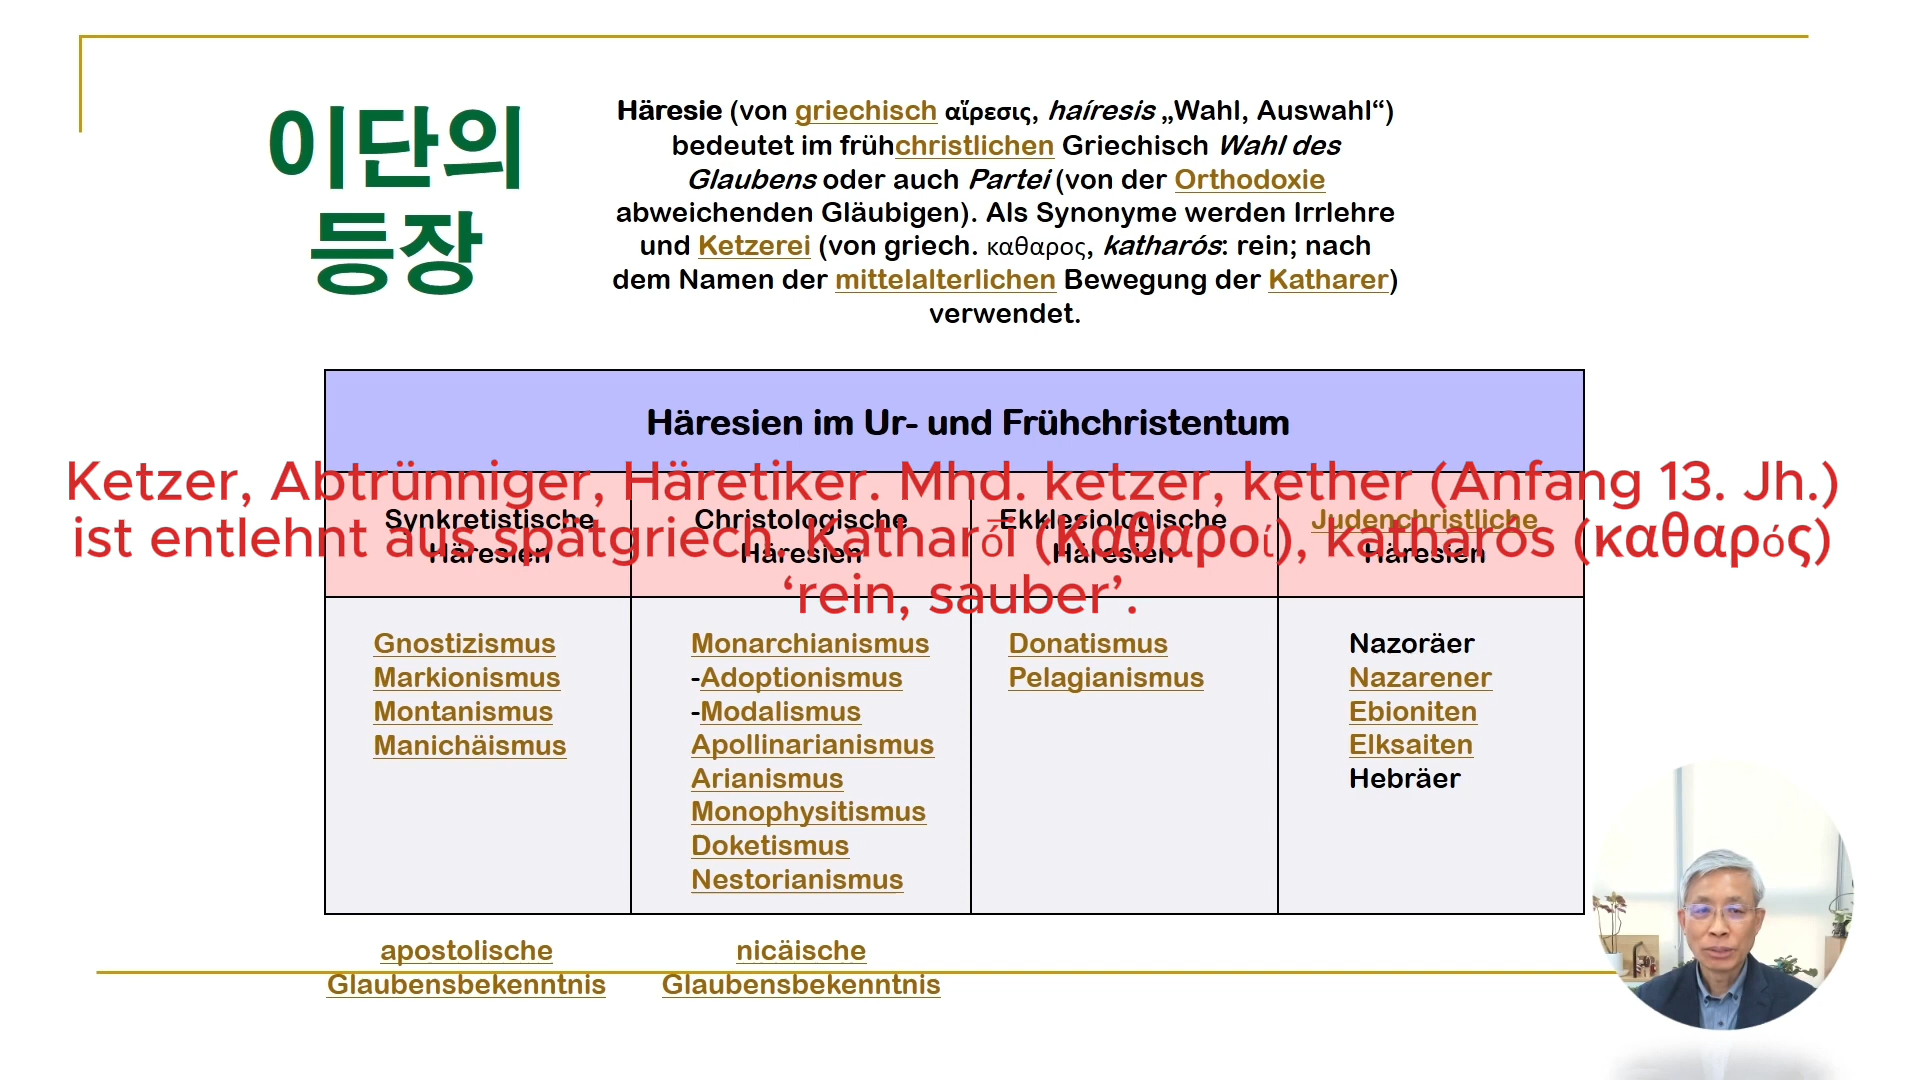 이단의
등장
Häresie (von griechisch αἵρεσις, haíresis „Wahl, Auswahl“)
bedeutet im frühchristlichen Griechisch Wahl des
Glaubens oder auch Partei (von der Orthodoxie
abweichenden Gläubigen). Als Synonyme werden Irrlehre
und Ketzerei (von griech. καθαρος, katharós: rein; nach
dem Namen der mittelalterlichen Bewegung der Katharer)
verwendet.
Häresien im Ur- und Frühchristentum
Ketzer, Abtrünniger, Häretiker. Mhd. ketzer, kether (Anfang 13. Jh.)
ist entlehnt aus spätgriech. Katharo͞í (Καθαροί), katharós (καθαρός)
‘rein, sauber’.
Synkretistische
Häresien
Christologische
Häresien
Ekklesiologische
Häresien
Judenchristliche
Häresien
Gnostizismus
Markionismus
Montanismus
Manichäismus
Monarchianismus
-Adoptionismus
-Modalismus
Apollinarianismus
Arianismus
Monophysitismus
Doketismus
Nestorianismus
Donatismus
Pelagianismus
Nazoräer
Nazarener
Ebioniten
Elksaiten
Hebräer
apostolische
Glaubensbekenntnis
nicäische
Glaubensbekenntnis